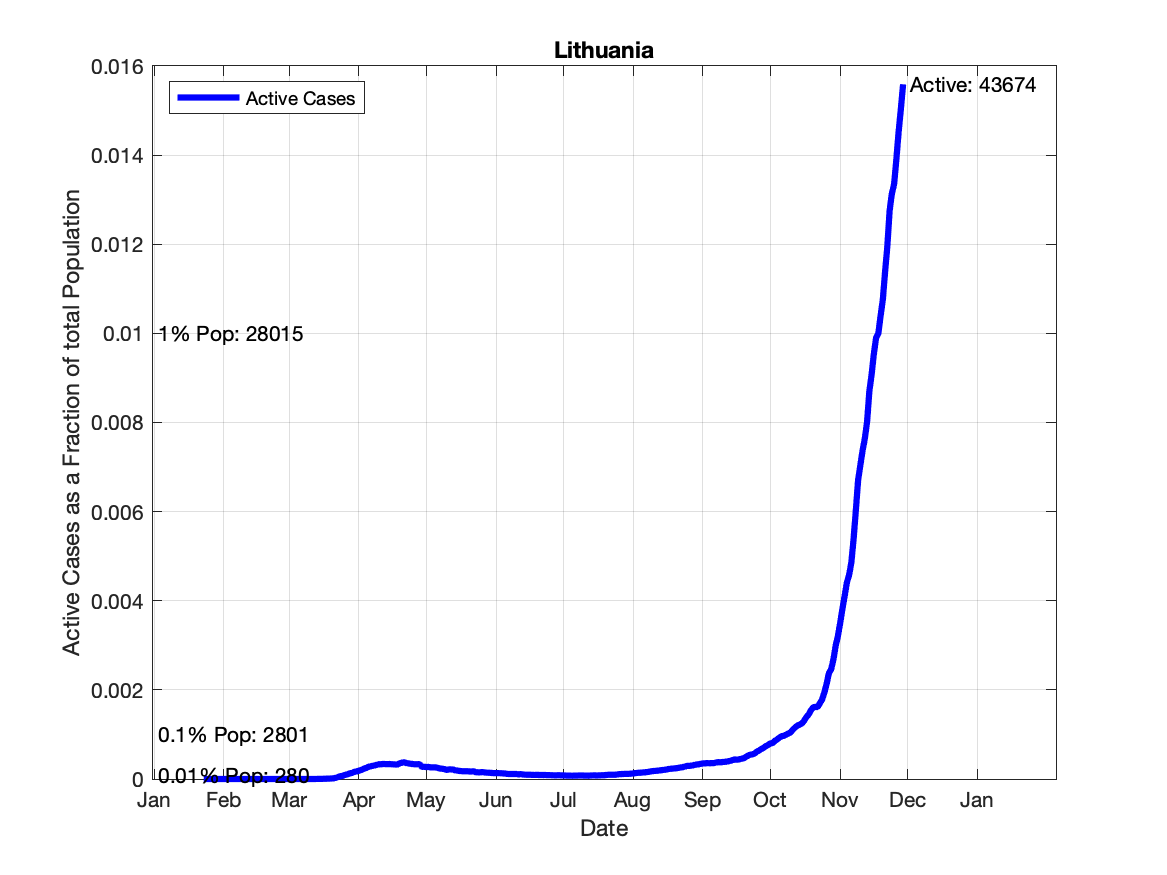 Lithuania
0.016
Active Cases
Active: 43674
0.014
0.012
0.01
1% Pop: 28015
0.008
0.006
0.004
0.002
0.1% Pop: 2801
0.01% Pop: 280
0
Jan Feb Mar Apr May Jun Jul Aug Sep Oct Nov Dec Jan
Date
Active Cases as a Fraction of total Population